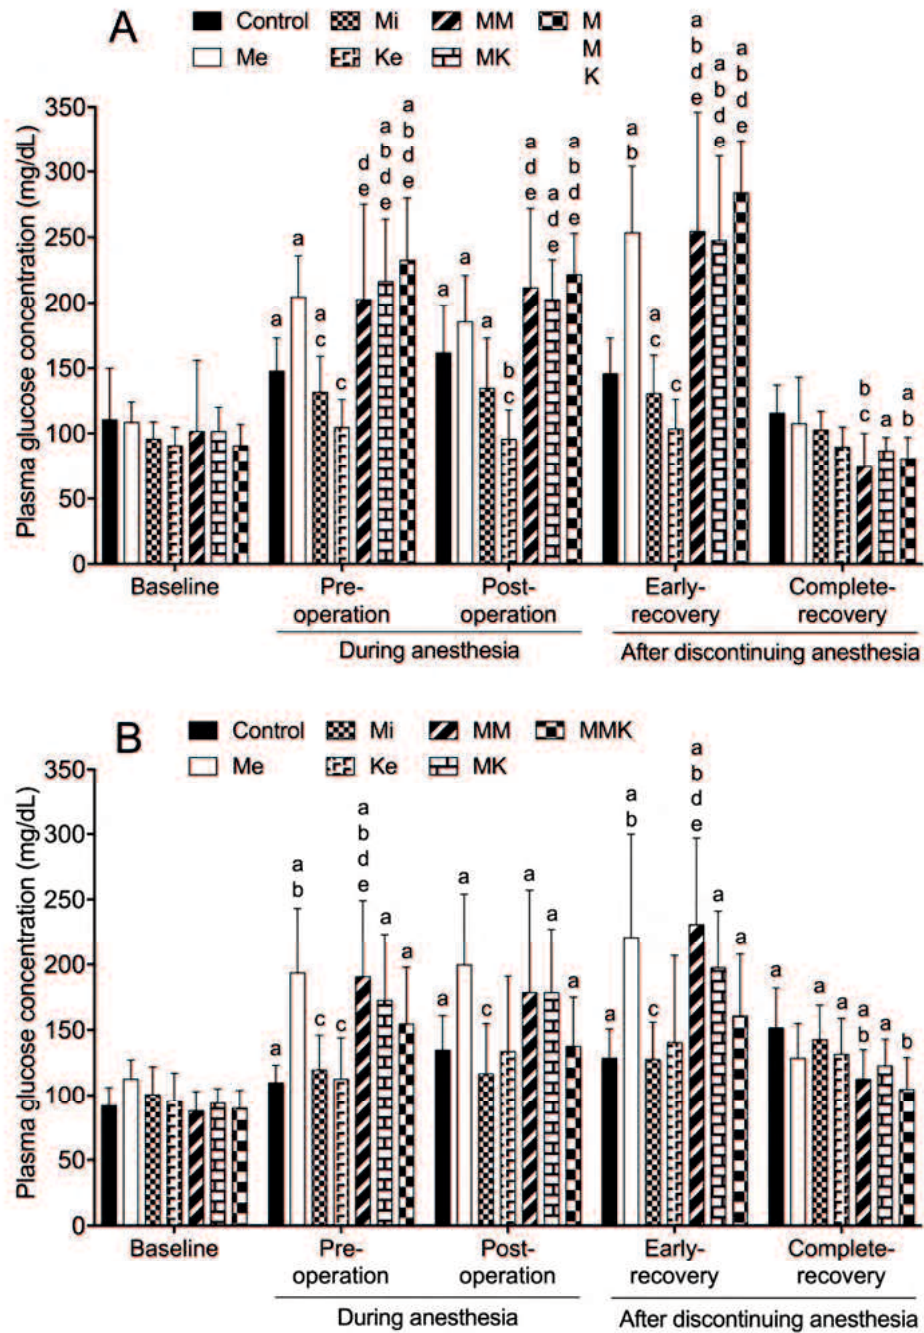 A
Control Mi MM M
M
K
Me Ke MK
Plasma glucose concentration (mg/dL)
350
300
250
200
150
100
50
0
a
a
a
c
c
d
e
a
b
d
e
a
b
d
e
a
a
a
b
c
a
d
e
a
d
e
a
b
d
e
a
b
a
c
c
a
b
d
e
a
b
d
e
a
b
d
e
b
c
a
a
b
Baseline
Pre-
operation
Post-
operation
Early-
recovery
Complete-
recovery
During anesthesia
After discontinuing anesthesia
B
Control Mi MM MMK
Me Ke MK
Plasma glucose concentration (mg/dL)
350
300
250
200
150
100
50
0
a
a
b
c
c
a
b
d
e
a
a
a
a
c
a
a
a
a
a
b
c
a
b
d
e
a
a
a
a
a
a
b
a
b
Baseline
Pre-
operation
Post-
operation
Early-
recovery
Complete-
recovery
During anesthesia
After discontinuing anesthesia